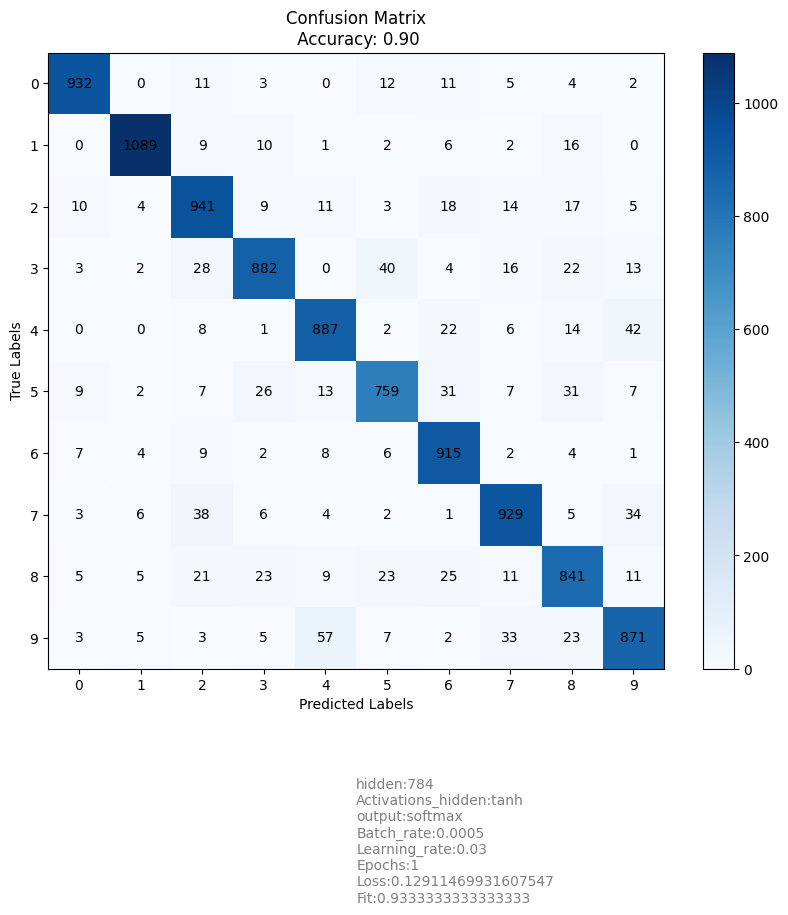 Confusion Matrix
Accuracy: 0.90
0 932 0 11 3 0 12 11 5 4 2
1 0 1089 9 10 1 2 6 2 16 0
2 10 4 941 9 11 3 18 14 17 5
3 3 2 28 882 0 40 4 16 22 13
4 0 0 8 1 887 2 22 6 14 42
5 9 2 7 26 13 759 31 7 31 7
6 7 4 9 2 8 6 915 2 4 1
7 3 6 38 6 4 2 1 929 5 34
8 5 5 21 23 9 23 25 11 841 11
9 3 5 3 5 57 7 2 33 23 871
0 1 2 3 4 5 6 7 8 9
True Labels
Predicted Labels
1000
800
600
400
200
0
hidden:784
Activations_hidden:tanh
output:softmax
Batch_rate:0.0005
Learning_rate:0.03
Epochs:1
Loss:0.12911469931607547
Fit:0.9333333333333333